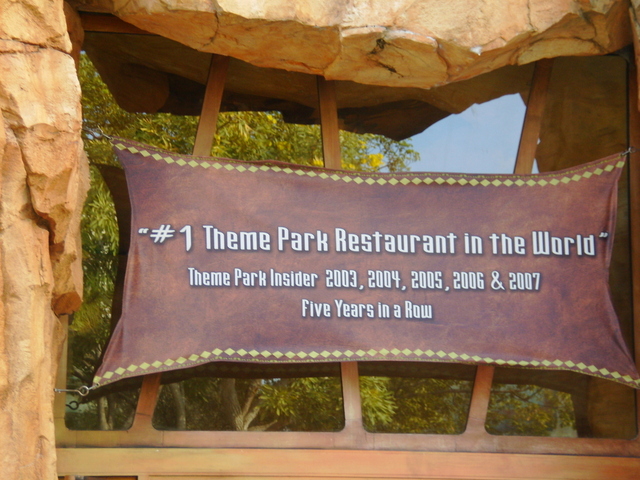 "#1 Theme Park Restaurant in the World"
Theme Park Insider 2003, 2004, 2005, 2006 & 2007
Five Years in a Row